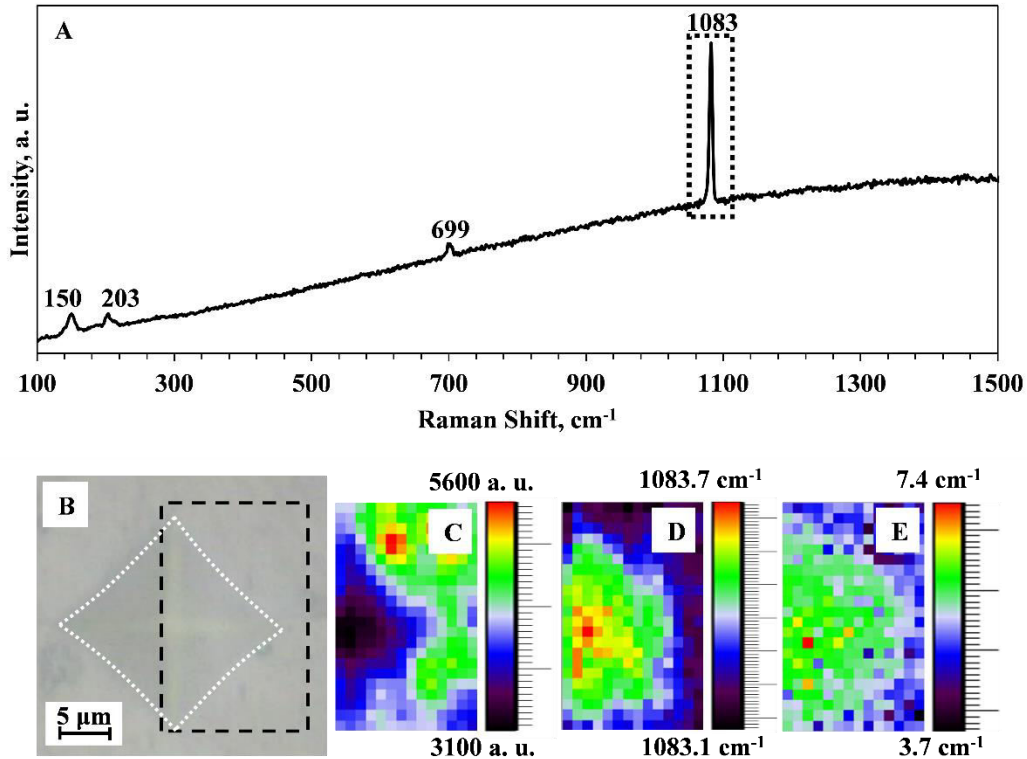 A
1083
699
150
203
Intensity, a. u.
100 300 500 700 900 1100 1300 1500
Raman Shift, cm-1
5600 a. u. 1083.7 cm-1 7.4 cm-1
B C D E
5 μm
3100 a. u. 1083.1 cm-1 3.7 cm-1